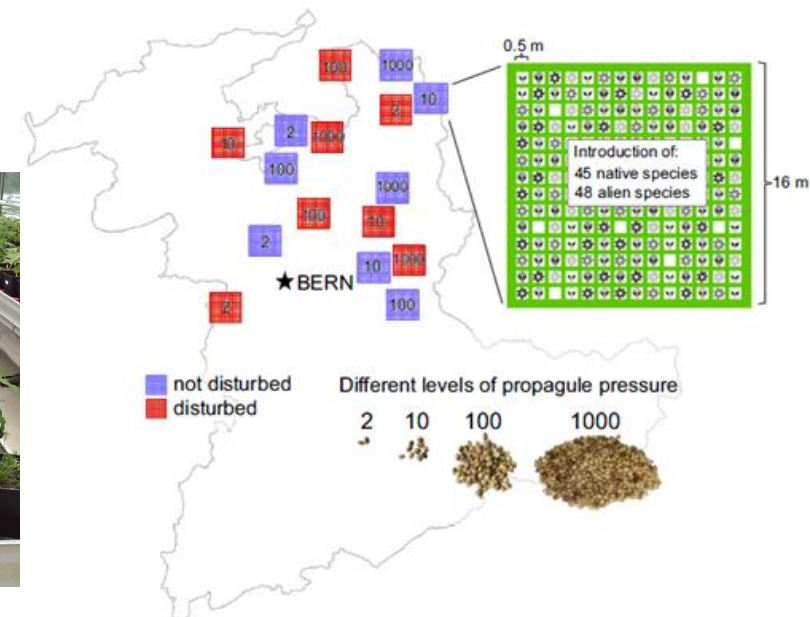 0.5 m
100
1000
10
2
2
1000
10
100
1000
100
10
2
10
1000
★BERN
100
2
Introduction of:
45 native species
48 alien species
16 m
not disturbed
disturbed
Different levels of propagule pressure
2 10 100 1000